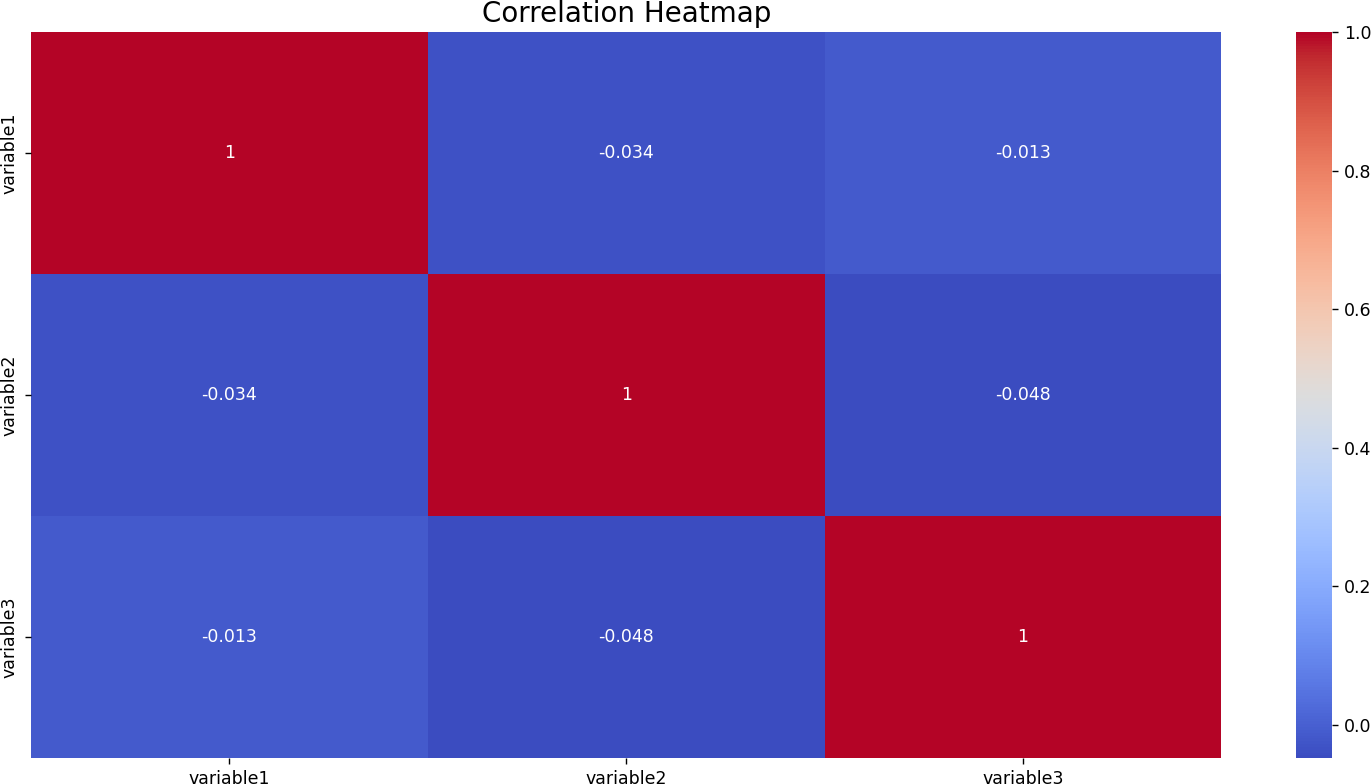 Correlation Heatmap
variable1
1
-0.034
-0.013
variable2
-0.034
1
-0.048
variable3
-0.013
-0.048
1
variable1
variable2
variable3
1.0
0.8
0.6
0.4
0.2
0.0